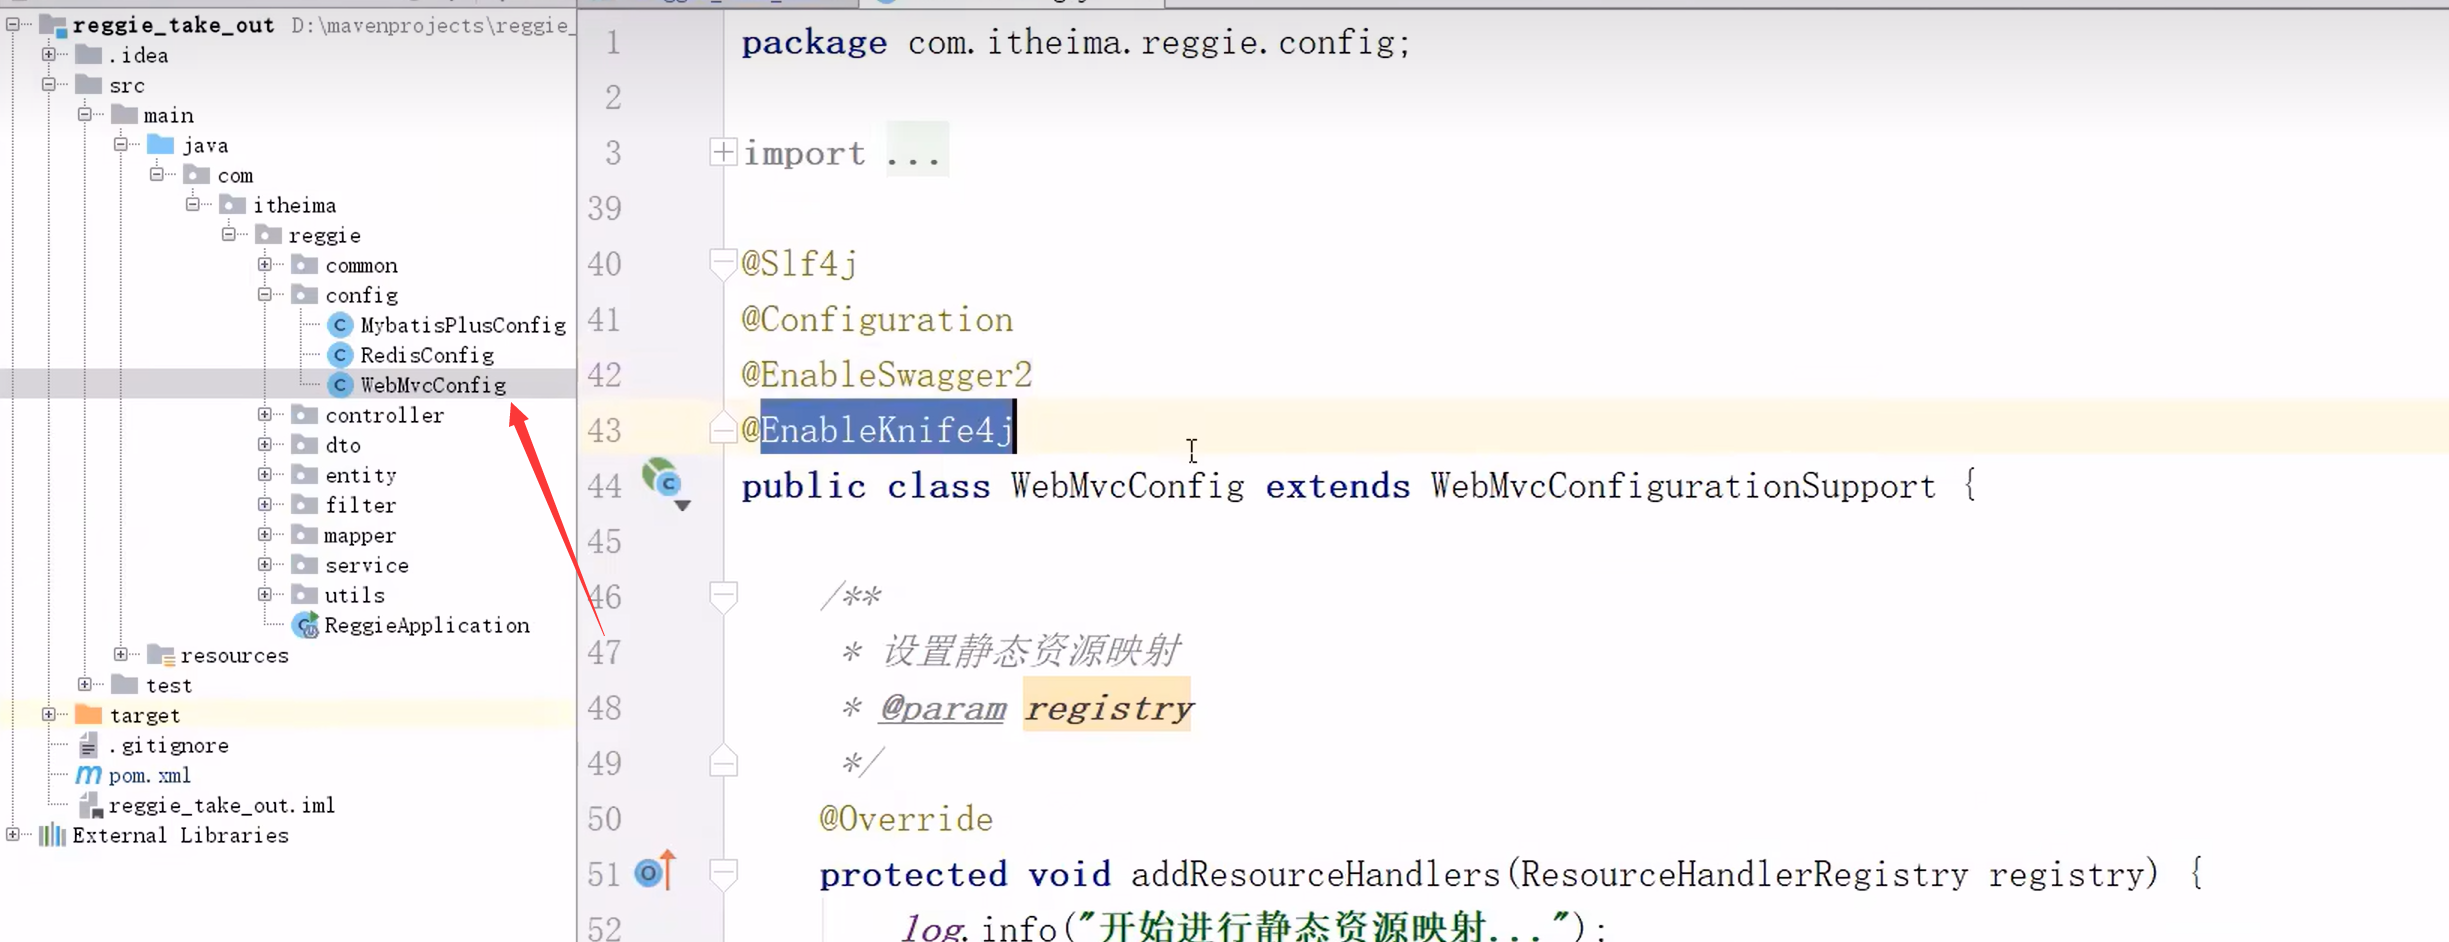 reggie_take_out D:\mavenprojects\reggie_
.idea
src
main
java
com
itheima
reggie
common
config
MybatisPlusConfig
RedisConfig
WebMvcConfig
controller
dto
entity
filter
mapper
service
utils
ReggieApplication
resources
test
target
.gitignore
pom.xml
reggie_take_out.iml
External Libraries
1 package com.itheima.reggie.config;
2
3 import ...
39
40 @Slf4j
41 @Configuration
42 @EnableSwagger2
43 @EnableKnife4j
44 public class WebMvcConfig extends WebMvcConfigurationSupport {
45
46 /**
47 * 设置静态资源映射
48 * @param registry
49 */
50 @Override
51 protected void addResourceHandlers(ResourceHandlerRegistry registry) {
52 log.info("开始进行静态资源映射...");